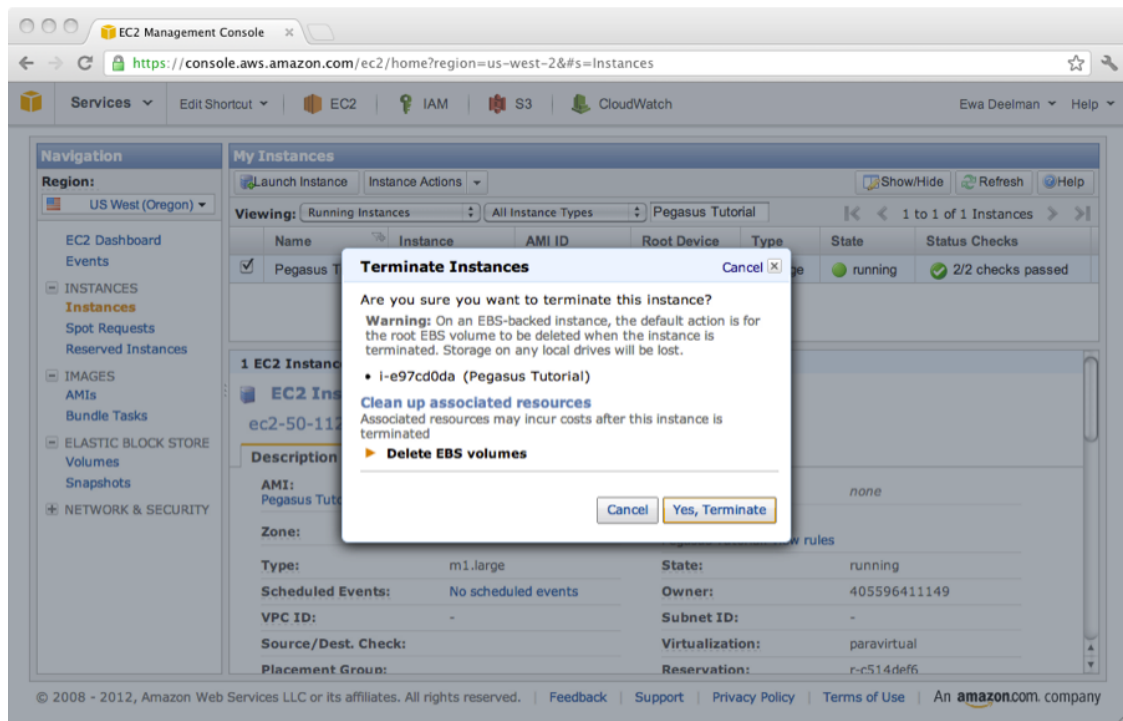 EC2 Management Console
https://console.aws.amazon.com/ec2/home?region=us-west-2&#s=Instances
Services Edit Shortcut EC2 IAM S3 CloudWatch Ewa Deelman Help
Navigation
Region:
US West (Oregon)
EC2 Dashboard
Events
INSTANCES
Instances
Spot Requests
Reserved Instances
IMAGES
AMIs
Bundle Tasks
ELASTIC BLOCK STORE
Volumes
Snapshots
NETWORK & SECURITY
My Instances
Launch Instance Instance Actions Show/Hide Refresh Help
Viewing: Running Instances All Instance Types Pegasus Tutorial 1 to 1 of 1 Instances
Name Instance AMI ID Root Device Type State Status Checks
Pegasus T running 2/2 checks passed
Terminate Instances Cancel
Are you sure you want to terminate this instance?
Warning: On an EBS-backed instance, the default action is for
the root EBS volume to be deleted when the instance is
terminated. Storage on any local drives will be lost.
• i-e97cd0da (Pegasus Tutorial)
Clean up associated resources
Associated resources may incur costs after this instance is
terminated
Delete EBS volumes
Cancel Yes, Terminate
1 EC2 Instanc
EC2 Ins
ec2-50-112
Description
AMI:
Pegasus Tuto none
Zone: w rules
Type: m1.large State: running
Scheduled Events: No scheduled events Owner: 405596411149
VPC ID: - Subnet ID: -
Source/Dest. Check: Virtualization: paravirtual
Placement Group: Reservation: r-c514def6
© 2008 - 2012, Amazon Web Services LLC or its affiliates. All rights reserved. | Feedback | Support | Privacy Policy | Terms of Use | An amazon.com. company